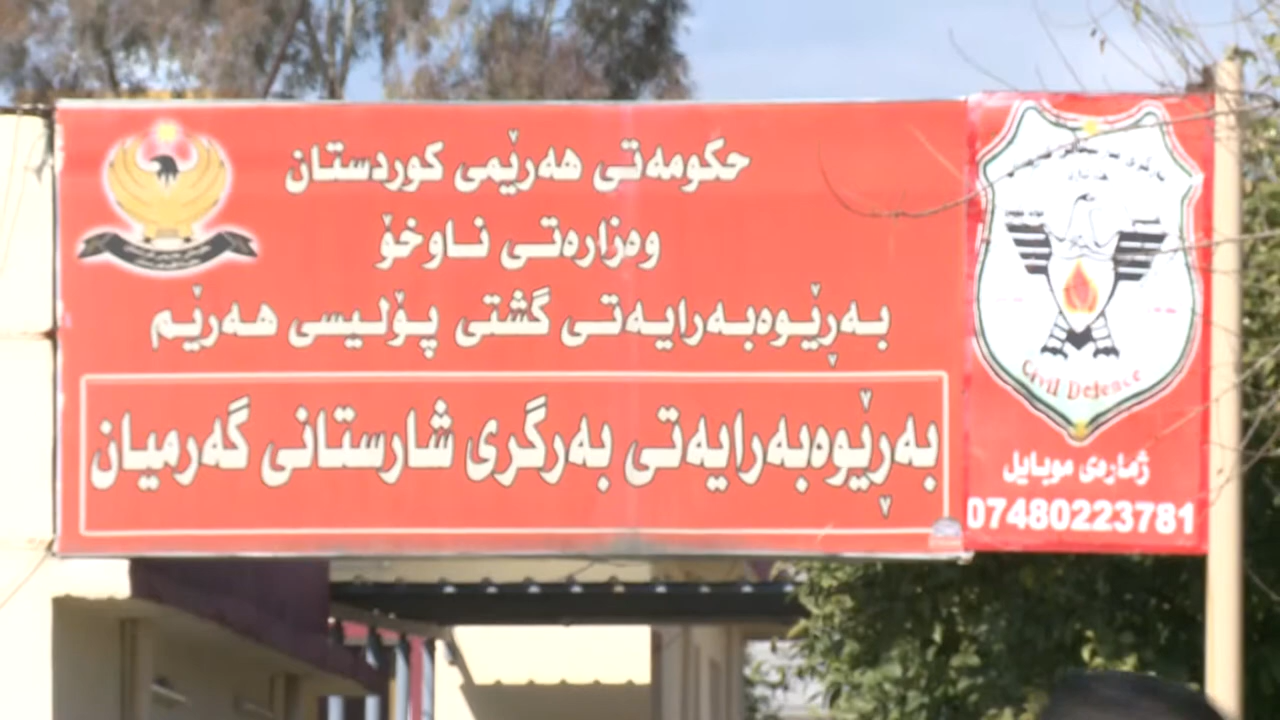 حکومەتی هەرێمی کوردستان
وەزارەتی ناوخۆ
بەڕێوەبەرایەتی گشتی پۆلیسی هەرێم
بەڕێوەبەرایەتی بەرگری شارستانی گەرمیان
Civil Defence
ژمارەی موبایل
07480223781